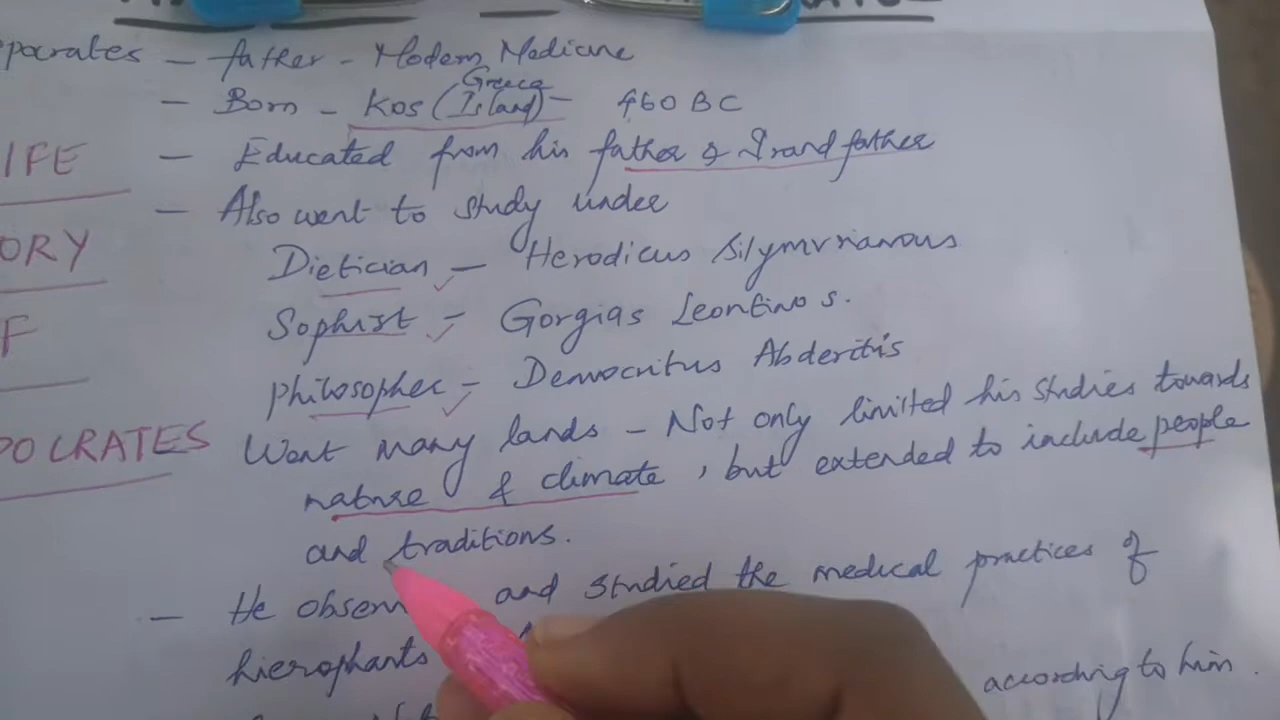 pocrates – father – Modern Medicine
– Born – Kos (Island) – 460 BC
Greece
IFE – Educated from his father & Grandfather
– Also went to study under
ORY
Dietician – Herodicus Silymvrianous
F Sophist – Gorgias Leontinos.
Philosopher – Democritus Abderitis
POCRATES Went many lands – Not only limited his studies towards
nature & climate, but extended to include people
and traditions.
– He and studied the medical practices of
hierophants
according to him.